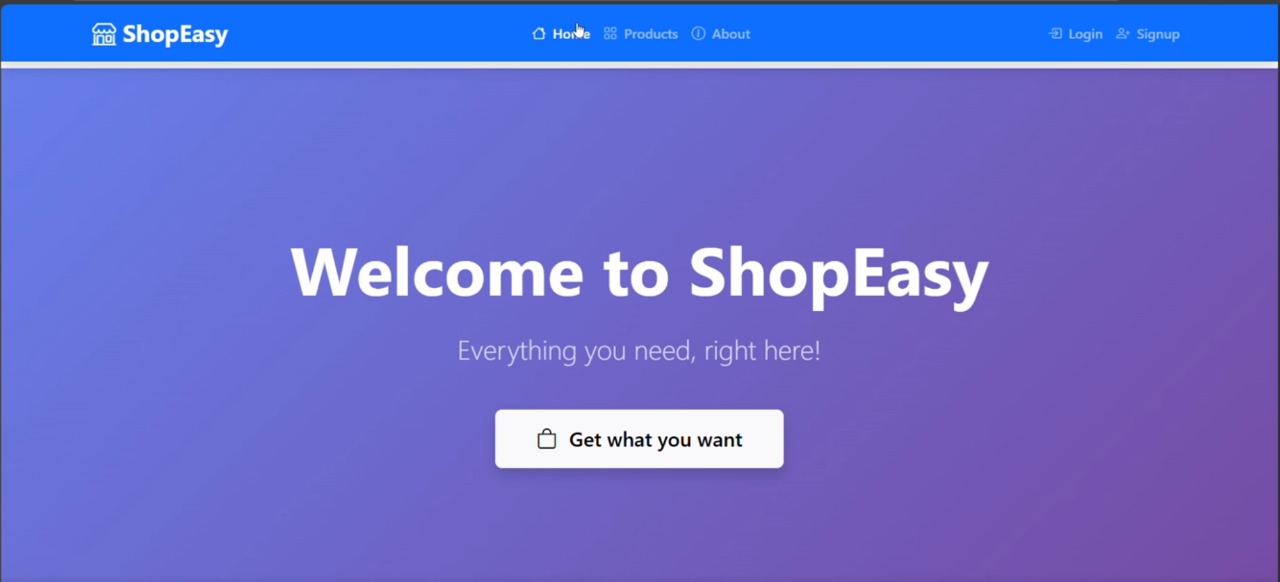 ShopEasy
Home Products About
Login Signup
Welcome to ShopEasy
Everything you need, right here!
Get what you want